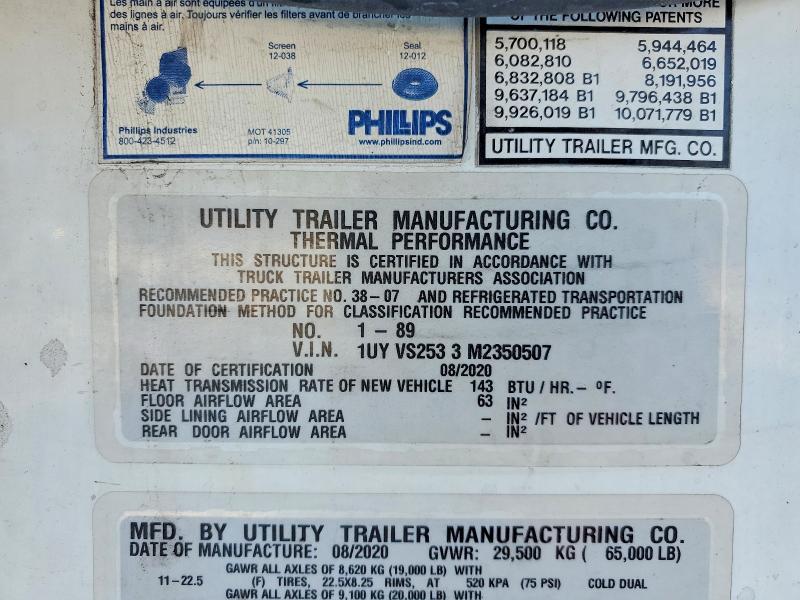 Les main à air sont équipées d'un fil
des lignes à air. Toujours vérifier les filters avant de brancher les
mains à air.
Screen
12-038
Seal
12-012
Phillips Industries
800-423-4512
MOT 41305
p/n: 10-297
PHILLIPS
www.phillipsind.com
OR MORE
OF THE FOLLOWING PATENTS
5,700,118 5,944,464
6,082,810 6,652,019
6,832,808 B1 8,191,956
9,637,184 B1 9,796,438 B1
9,926,019 B1 10,071,779 B1
UTILITY TRAILER MFG. CO.
UTILITY TRAILER MANUFACTURING CO.
THERMAL PERFORMANCE
THIS STRUCTURE IS CERTIFIED IN ACCORDANCE WITH
TRUCK TRAILER MANUFACTURERS ASSOCIATION
RECOMMENDED PRACTICE NO. 38-07 AND REFRIGERATED TRANSPORTATION
FOUNDATION METHOD FOR CLASSIFICATION RECOMMENDED PRACTICE
NO. 1-89
V.I.N. 1UY VS253 3 M2350507
DATE OF CERTIFICATION 08/2020
HEAT TRANSMISSION RATE OF NEW VEHICLE 143 BTU / HR.- °F.
FLOOR AIRFLOW AREA 63 IN²
SIDE LINING AIRFLOW AREA - IN² /FT OF VEHICLE LENGTH
REAR DOOR AIRFLOW AREA - IN²
MFD. BY UTILITY TRAILER MANUFACTURING CO.
DATE OF MANUFACTURE: 08/2020 GVWR: 29,500 KG ( 65,000 LB)
GAWR ALL AXLES OF 8,620 KG (19,000 LB) WITH
11-22.5 (F) TIRES, 22.5X8.25 RIMS, AT 520 KPA (75 PSI) COLD DUAL
GAWR ALL AXLES OF 9,100 KG (20,000 LB) WITH